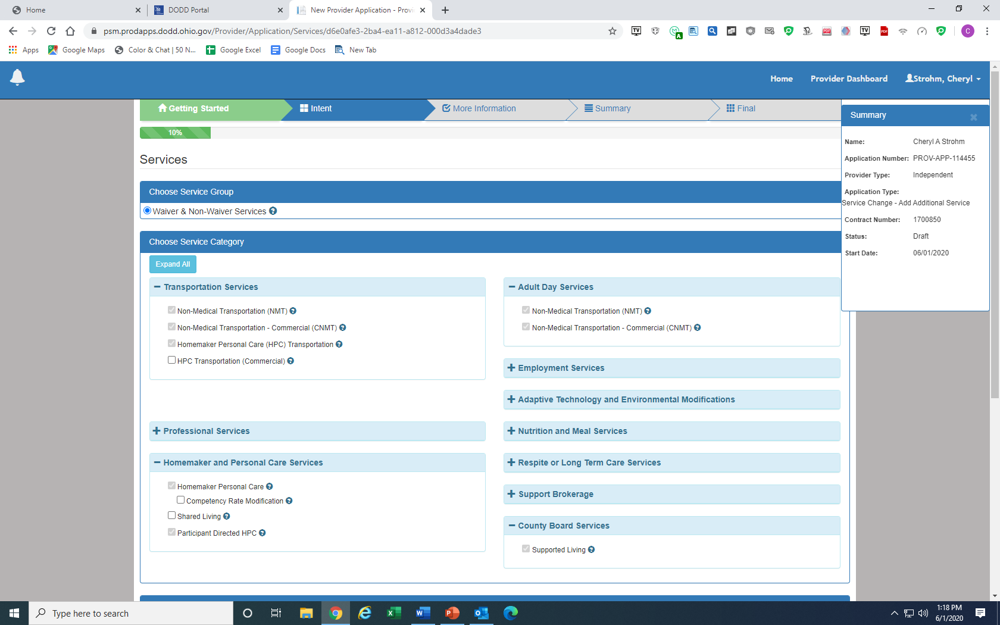 Home
DODD Portal
New Provider Application - Provi
psm.prodapps.dodd.ohio.gov/Provider/Application/Services/d6e0afe3-2ba4-ea11-a812-000d3a4dade3
Apps
Google Maps
Color & Chat | 50 N...
Google Excel
Google Docs
New Tab
Home
Provider Dashboard
Strohm, Cheryl
Getting Started
Intent
More Information
Summary
Final
10%
Services
Choose Service Group
Waiver & Non-Waiver Services
Choose Service Category
Expand All
Transportation Services
Non-Medical Transportation (NMT)
Non-Medical Transportation - Commercial (CNMT)
Homemaker Personal Care (HPC) Transportation
HPC Transportation (Commercial)
Professional Services
Homemaker and Personal Care Services
Homemaker Personal Care
Competency Rate Modification
Shared Living
Participant Directed HPC
Adult Day Services
Non-Medical Transportation (NMT)
Non-Medical Transportation - Commercial (CNMT)
Employment Services
Adaptive Technology and Environmental Modifications
Nutrition and Meal Services
Respite or Long Term Care Services
Support Brokerage
County Board Services
Supported Living
Summary
Name: Cheryl A Strohm
Application Number: PROV-APP-114455
Provider Type: Independent
Application Type:
Service Change - Add Additional Service
Contract Number: 1700850
Status: Draft
Start Date: 06/01/2020
Type here to search
1:18 PM
6/1/2020